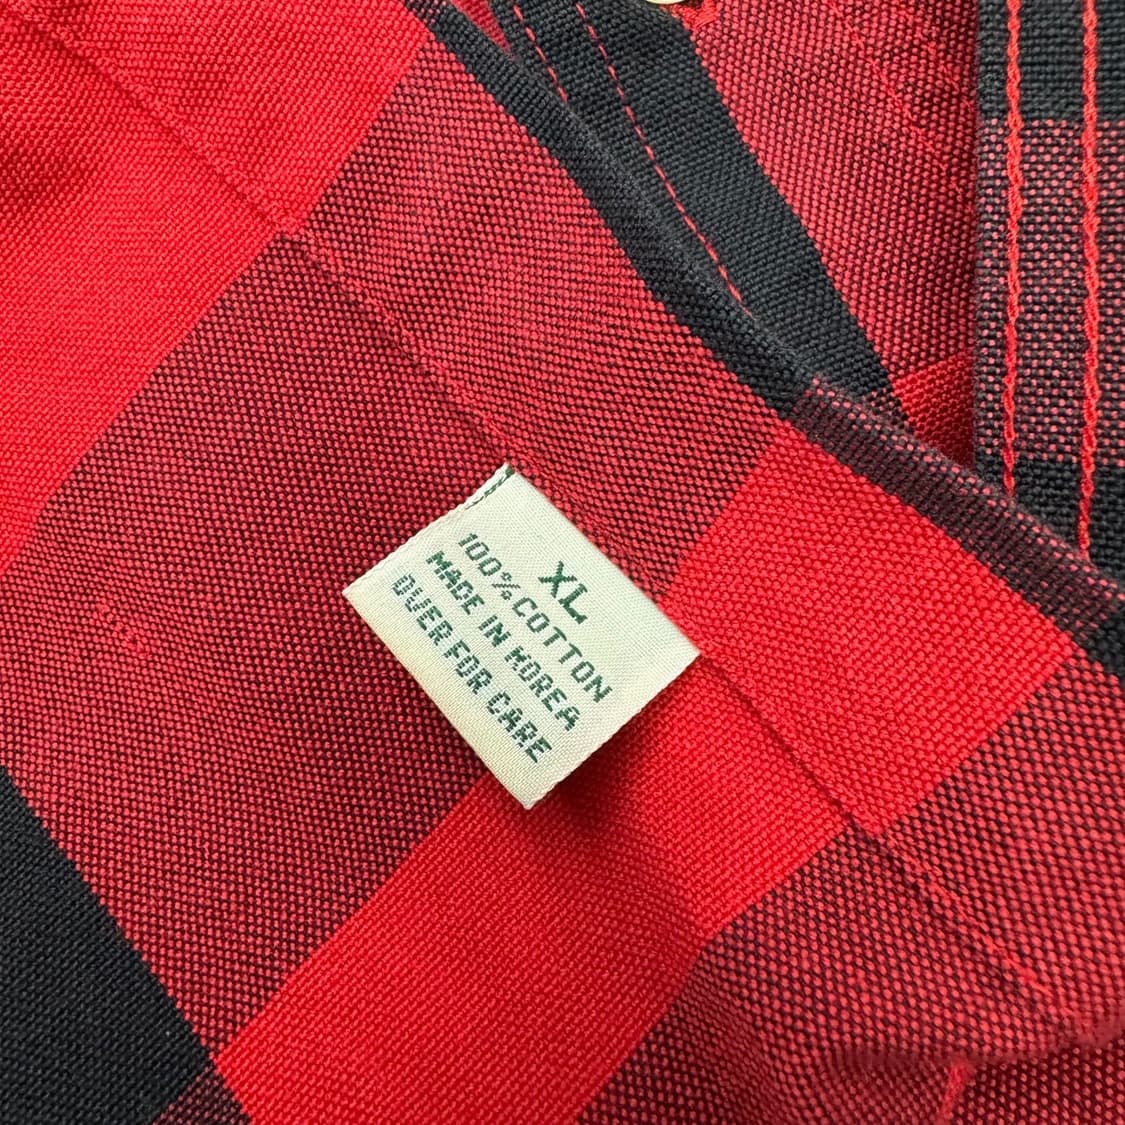 XL
100% COTTON
MADE IN KOREA
OVER FOR CARE